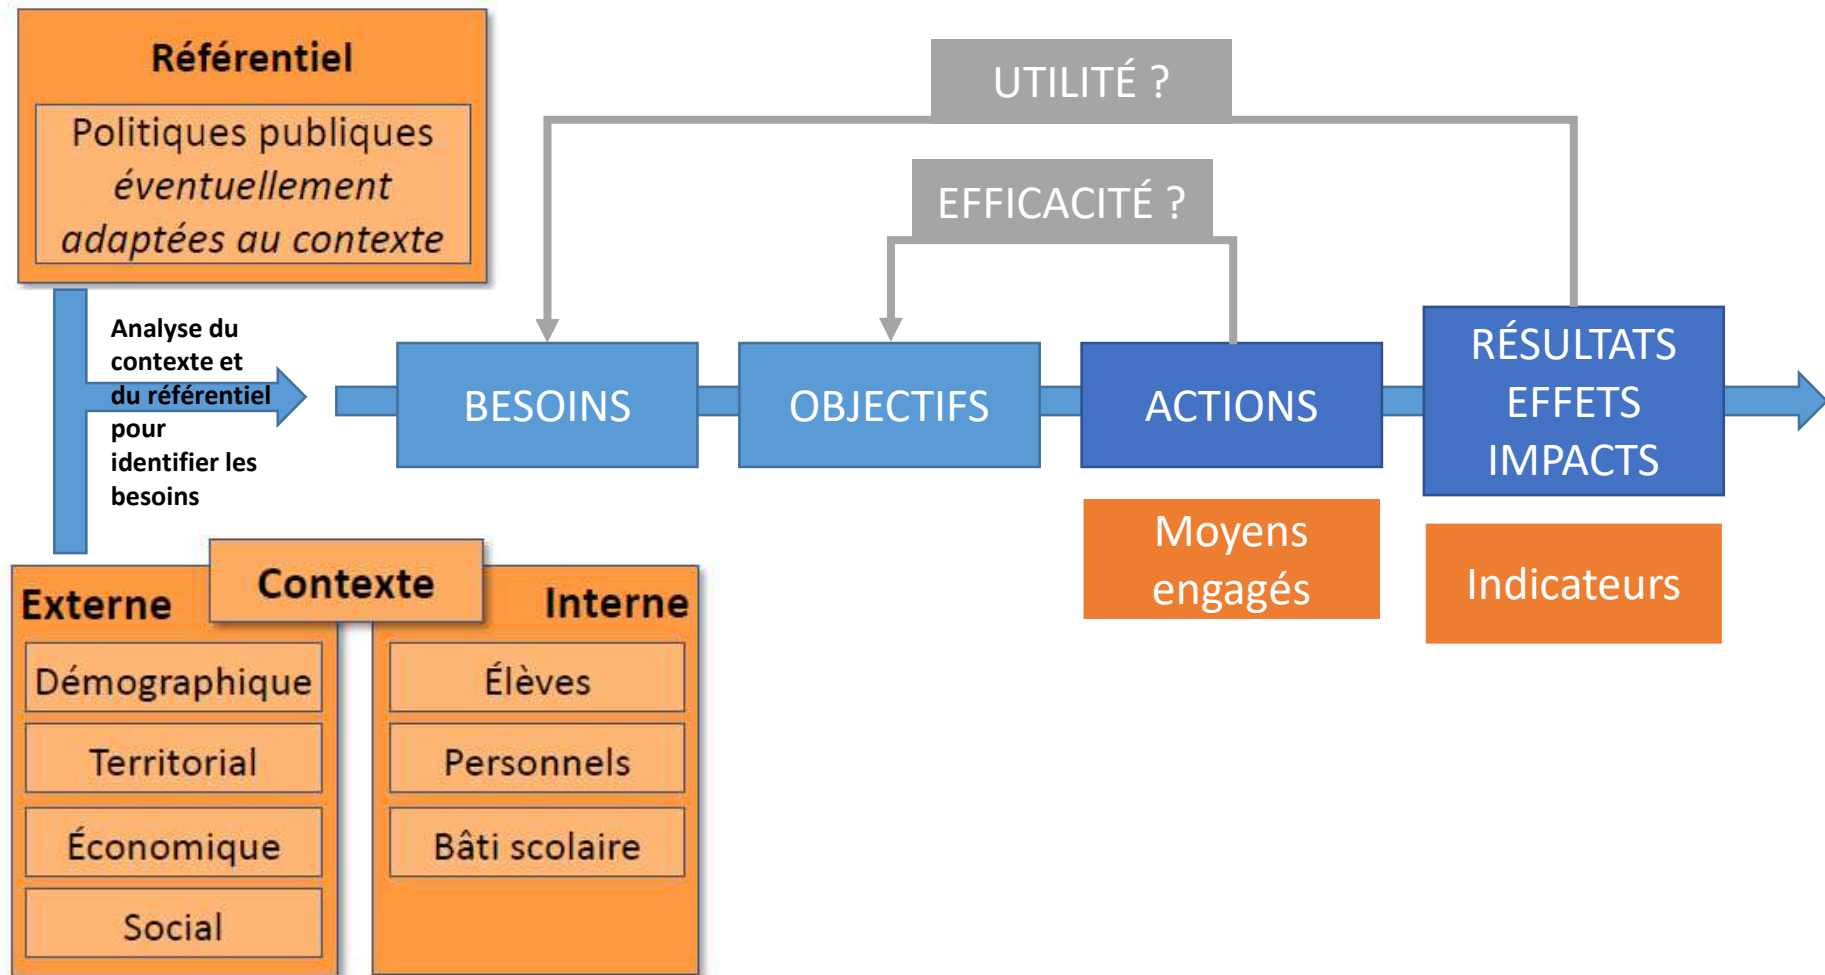 Référentiel
Politiques publiques
éventuellement
adaptées au contexte
UTILITÉ ?
EFFICACITÉ ?
Analyse du
contexte et
du référentiel
pour
identifier les
besoins
BESOINS
OBJECTIFS
ACTIONS
RÉSULTATS
EFFETS
IMPACTS
Moyens
engagés
Indicateurs
Contexte
Externe
Démographique
Territorial
Économique
Social
Interne
Élèves
Personnels
Bâti scolaire